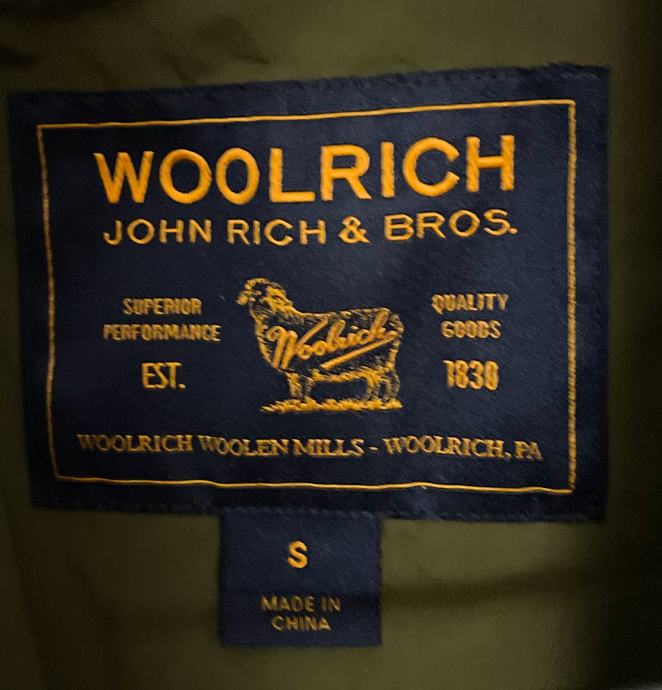 WOOLRICH
JOHN RICH & BROS.
SUPERIOR
PERFORMANCE
QUALITY
GOODS
Woolrich
EST.
1830
WOOLRICH WOOLEN MILLS - WOOLRICH, PA
S
MADE IN
CHINA